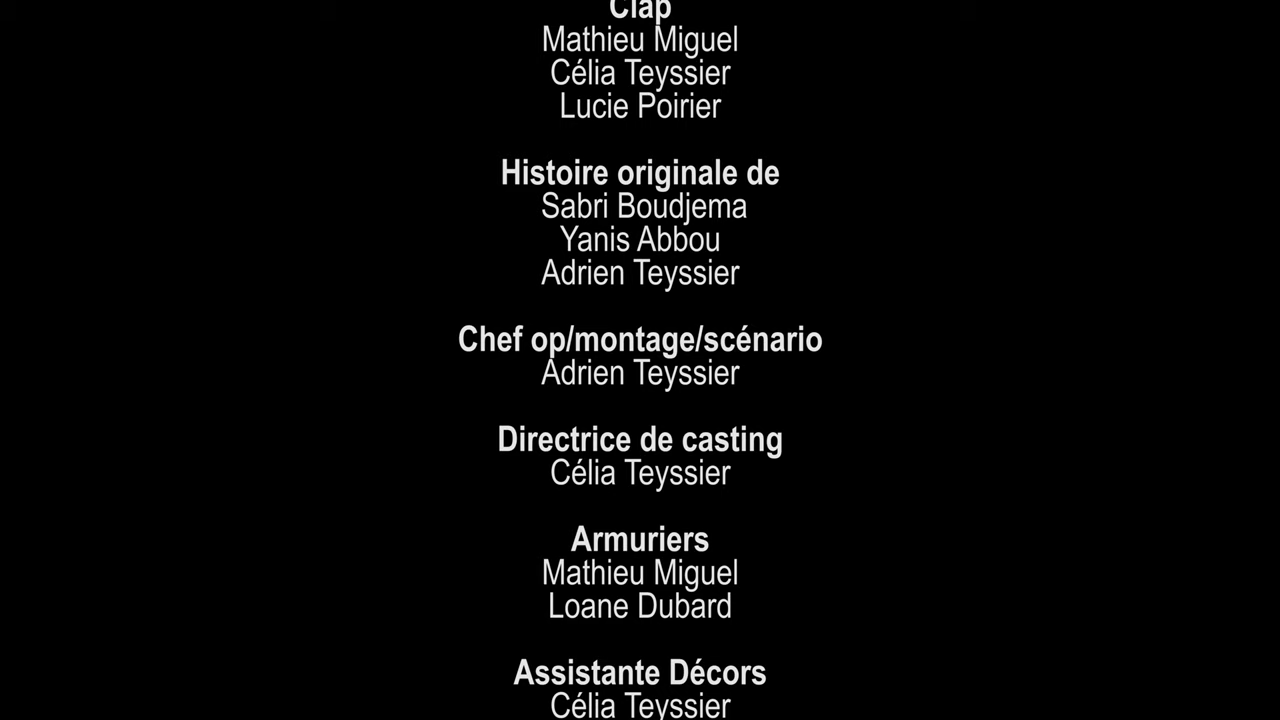 Clap
Mathieu Miguel
Célia Teyssier
Lucie Poirier
Histoire originale de
Sabri Boudjema
Yanis Abbou
Adrien Teyssier
Chef op/montage/scénario
Adrien Teyssier
Directrice de casting
Célia Teyssier
Armuriers
Mathieu Miguel
Loane Dubard
Assistante Décors
Célia Teyssier